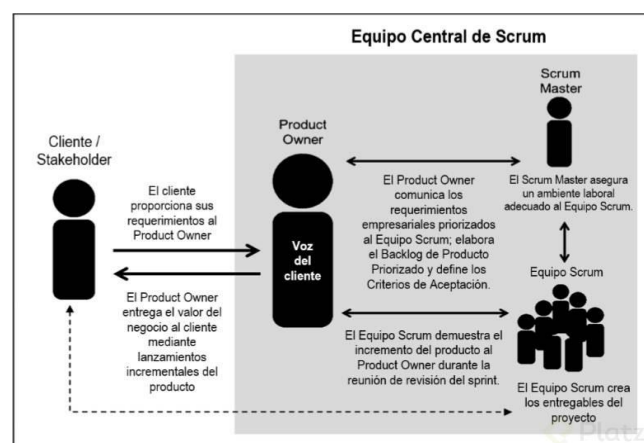 Equipo Central de Scrum
Scrum
Master
Product
Owner
Cliente /
Stakeholder
El cliente
proporciona sus
requerimientos al
Product Owner
El Product Owner
comunica los
requerimientos
empresariales priorizados
al Equipo Scrum; elabora
el Backlog de Producto
Priorizado y define los
Criterios de Aceptación.
El Scrum Master asegura
un ambiente laboral
adecuado al Equipo Scrum.
Voz
del
cliente
Equipo Scrum
El Product Owner
entrega el valor del
negocio al cliente
mediante
lanzamientos
incrementales del
producto
El Equipo Scrum demuestra el
incremento del producto al
Product Owner durante la
reunión de revisión del sprint.
El Equipo Scrum crea
los entregables del
proyecto
Platzi